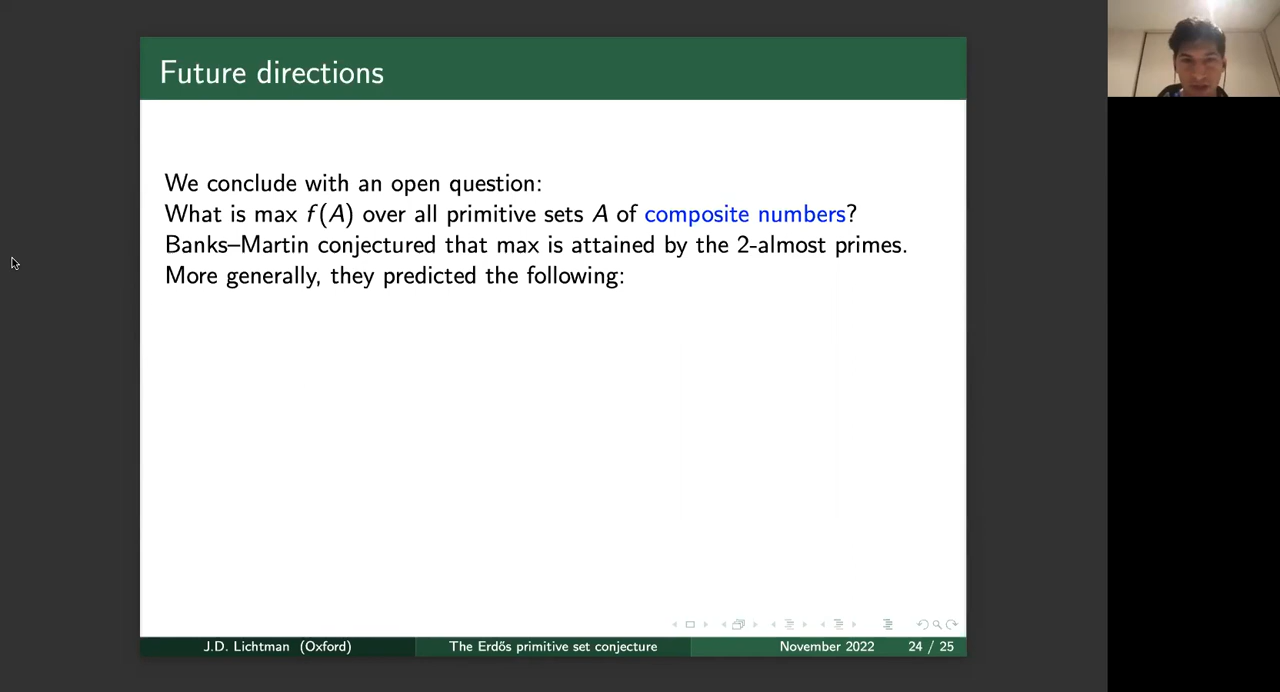 Future directions
We conclude with an open question:
What is max f(A) over all primitive sets A of composite numbers?
Banks–Martin conjectured that max is attained by the 2-almost primes.
More generally, they predicted the following:
J.D. Lichtman (Oxford)
The Erdős primitive set conjecture
November 2022
24 / 25